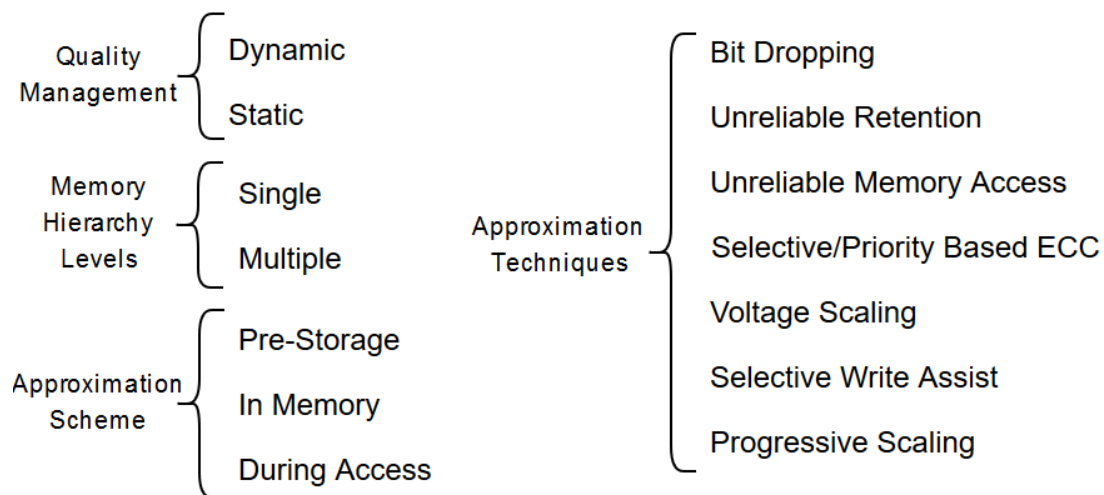 Quality
Management
Dynamic
Static
Memory
Hierarchy
Levels
Single
Multiple
Approximation
Scheme
Pre-Storage
In Memory
During Access
Approximation
Techniques
Bit Dropping
Unreliable Retention
Unreliable Memory Access
Selective/Priority Based ECC
Voltage Scaling
Selective Write Assist
Progressive Scaling